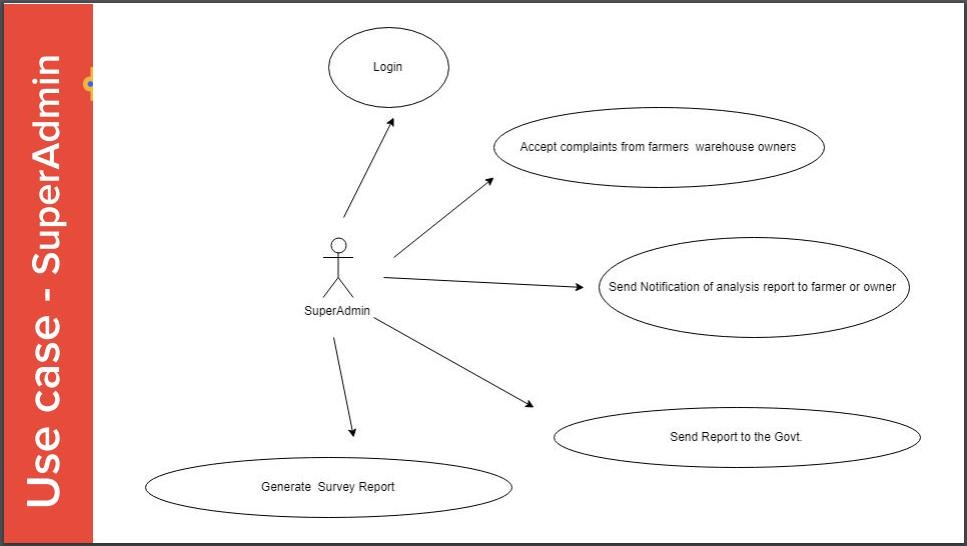 Use case - SuperAdmin
Login
Accept complaints from farmers  warehouse owners
Send Notification of analysis report to farmer or owner
SuperAdmin
Send Report to the Govt.
Generate  Survey Report